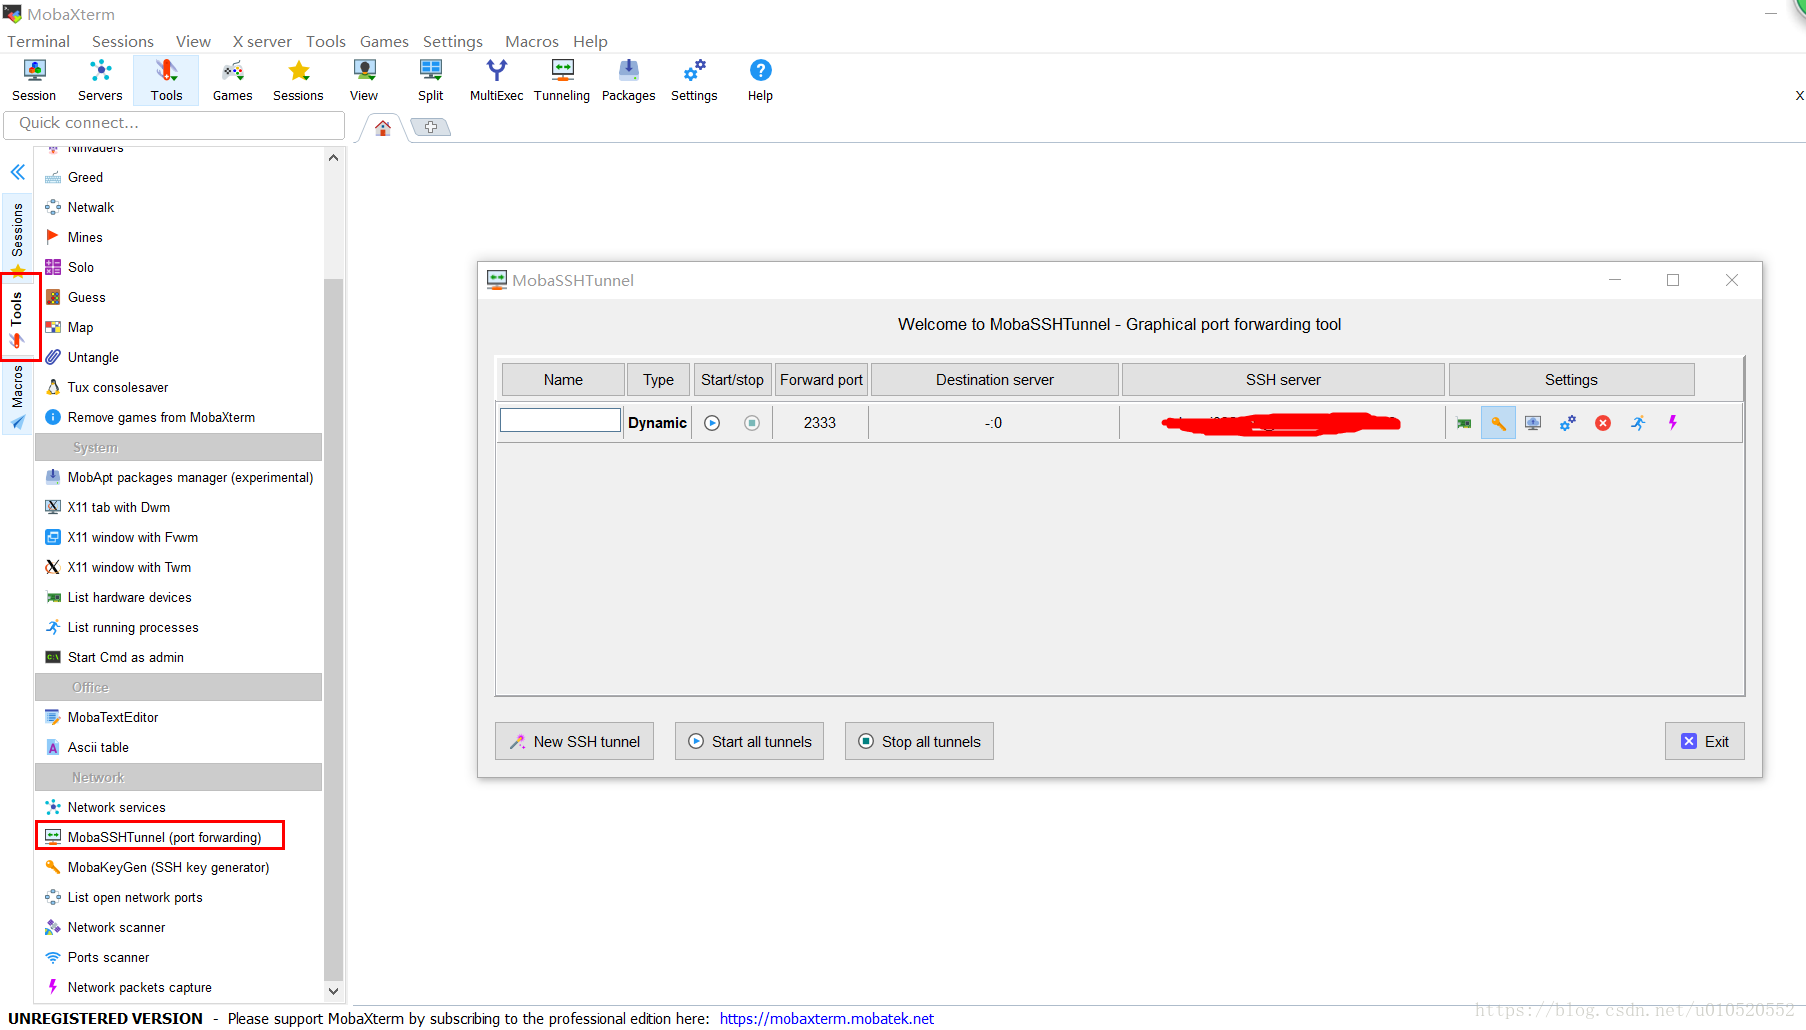 MobaXterm
Terminal Sessions View X server Tools Games Settings Macros Help
Session Servers Tools Games Sessions View Split MultiExec Tunneling Packages Settings Help
X
Quick connect...
Sessions
Tools
Macros
Ninvaders
Greed
Netwalk
Mines
Solo
Guess
Map
Untangle
Tux consolesaver
Remove games from MobaXterm
System
MobApt packages manager (experimental)
X11 tab with Dwm
X11 window with Fvwm
X11 window with Twm
List hardware devices
List running processes
Start Cmd as admin
Office
MobaTextEditor
Ascii table
Network
Network services
MobaSSHTunnel (port forwarding)
MobaKeyGen (SSH key generator)
List open network ports
Network scanner
Ports scanner
Network packets capture
MobaSSHTunnel
Welcome to MobaSSHTunnel - Graphical port forwarding tool
Name Type Start/stop Forward port Destination server SSH server Settings
Dynamic 2333 -:0
New SSH tunnel Start all tunnels Stop all tunnels Exit
https://blog.csdn.net/u010520552
UNREGISTERED VERSION - Please support MobaXterm by subscribing to the professional edition here: https://mobaxterm.mobatek.net